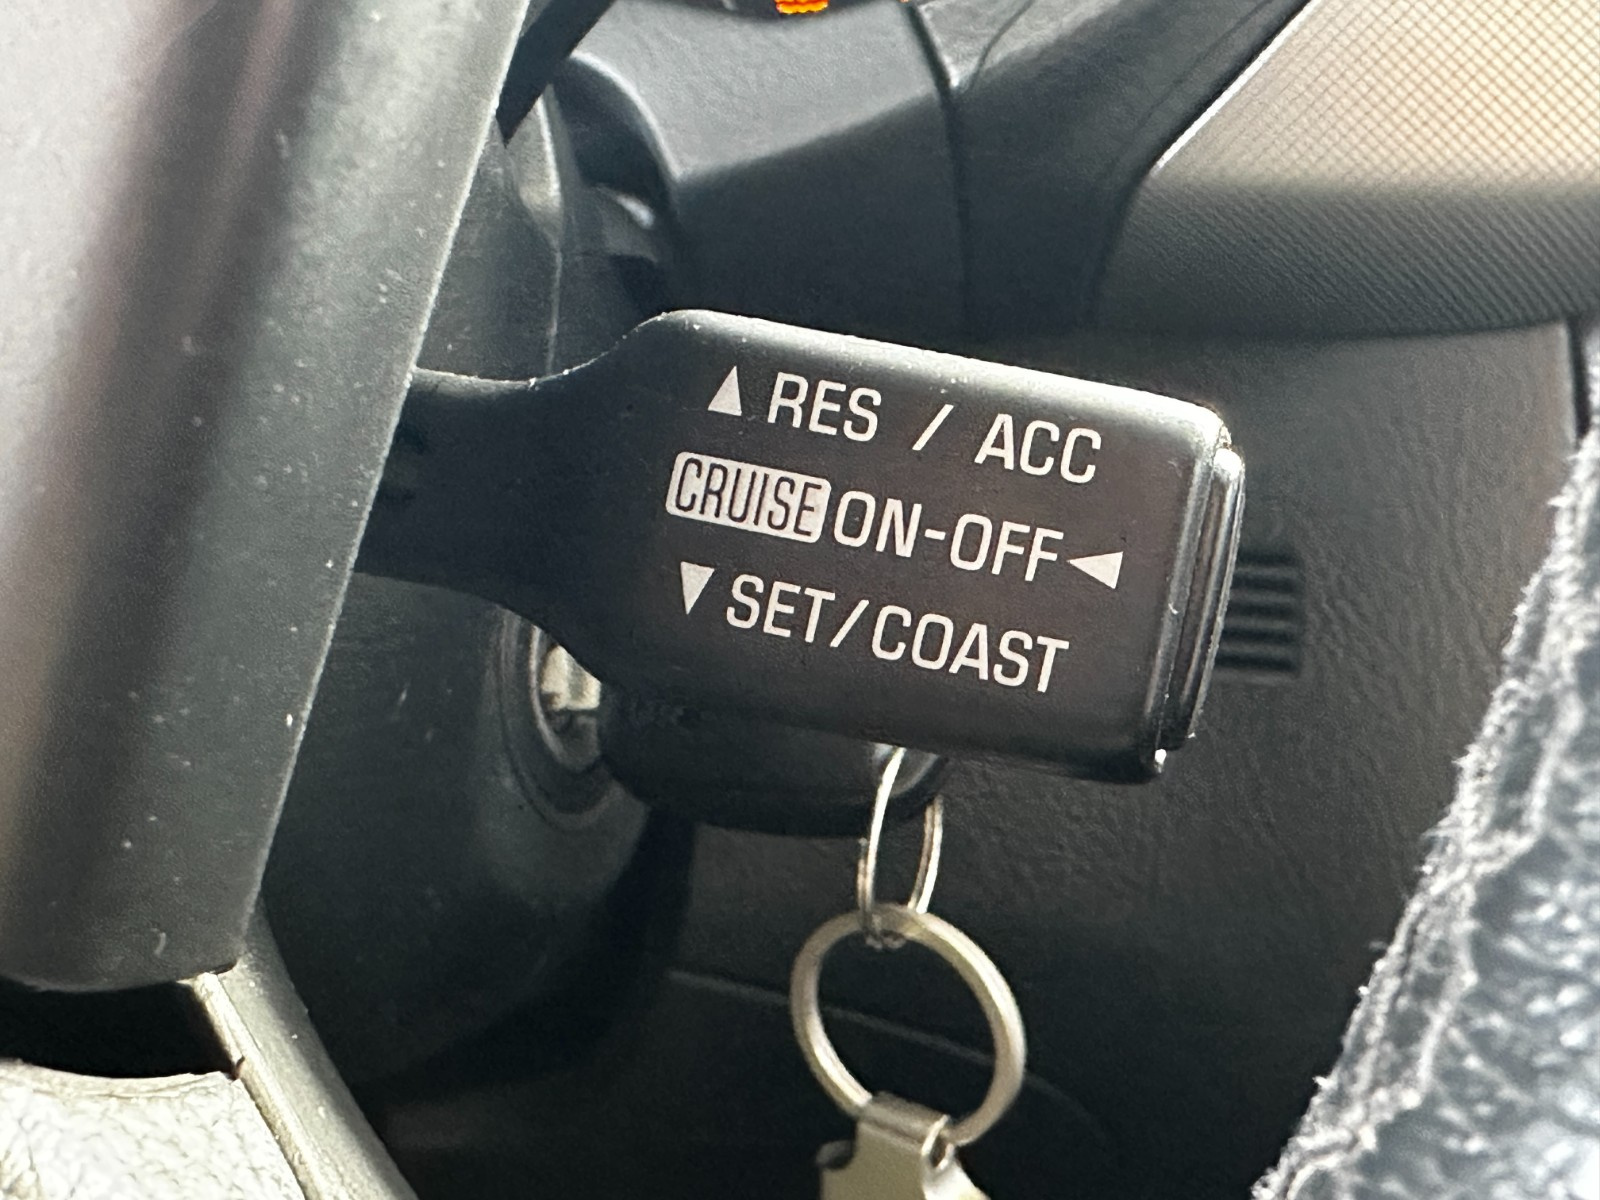 ▲ RES / ACC
CRUISE ON-OFF ◀
▼ SET/COAST